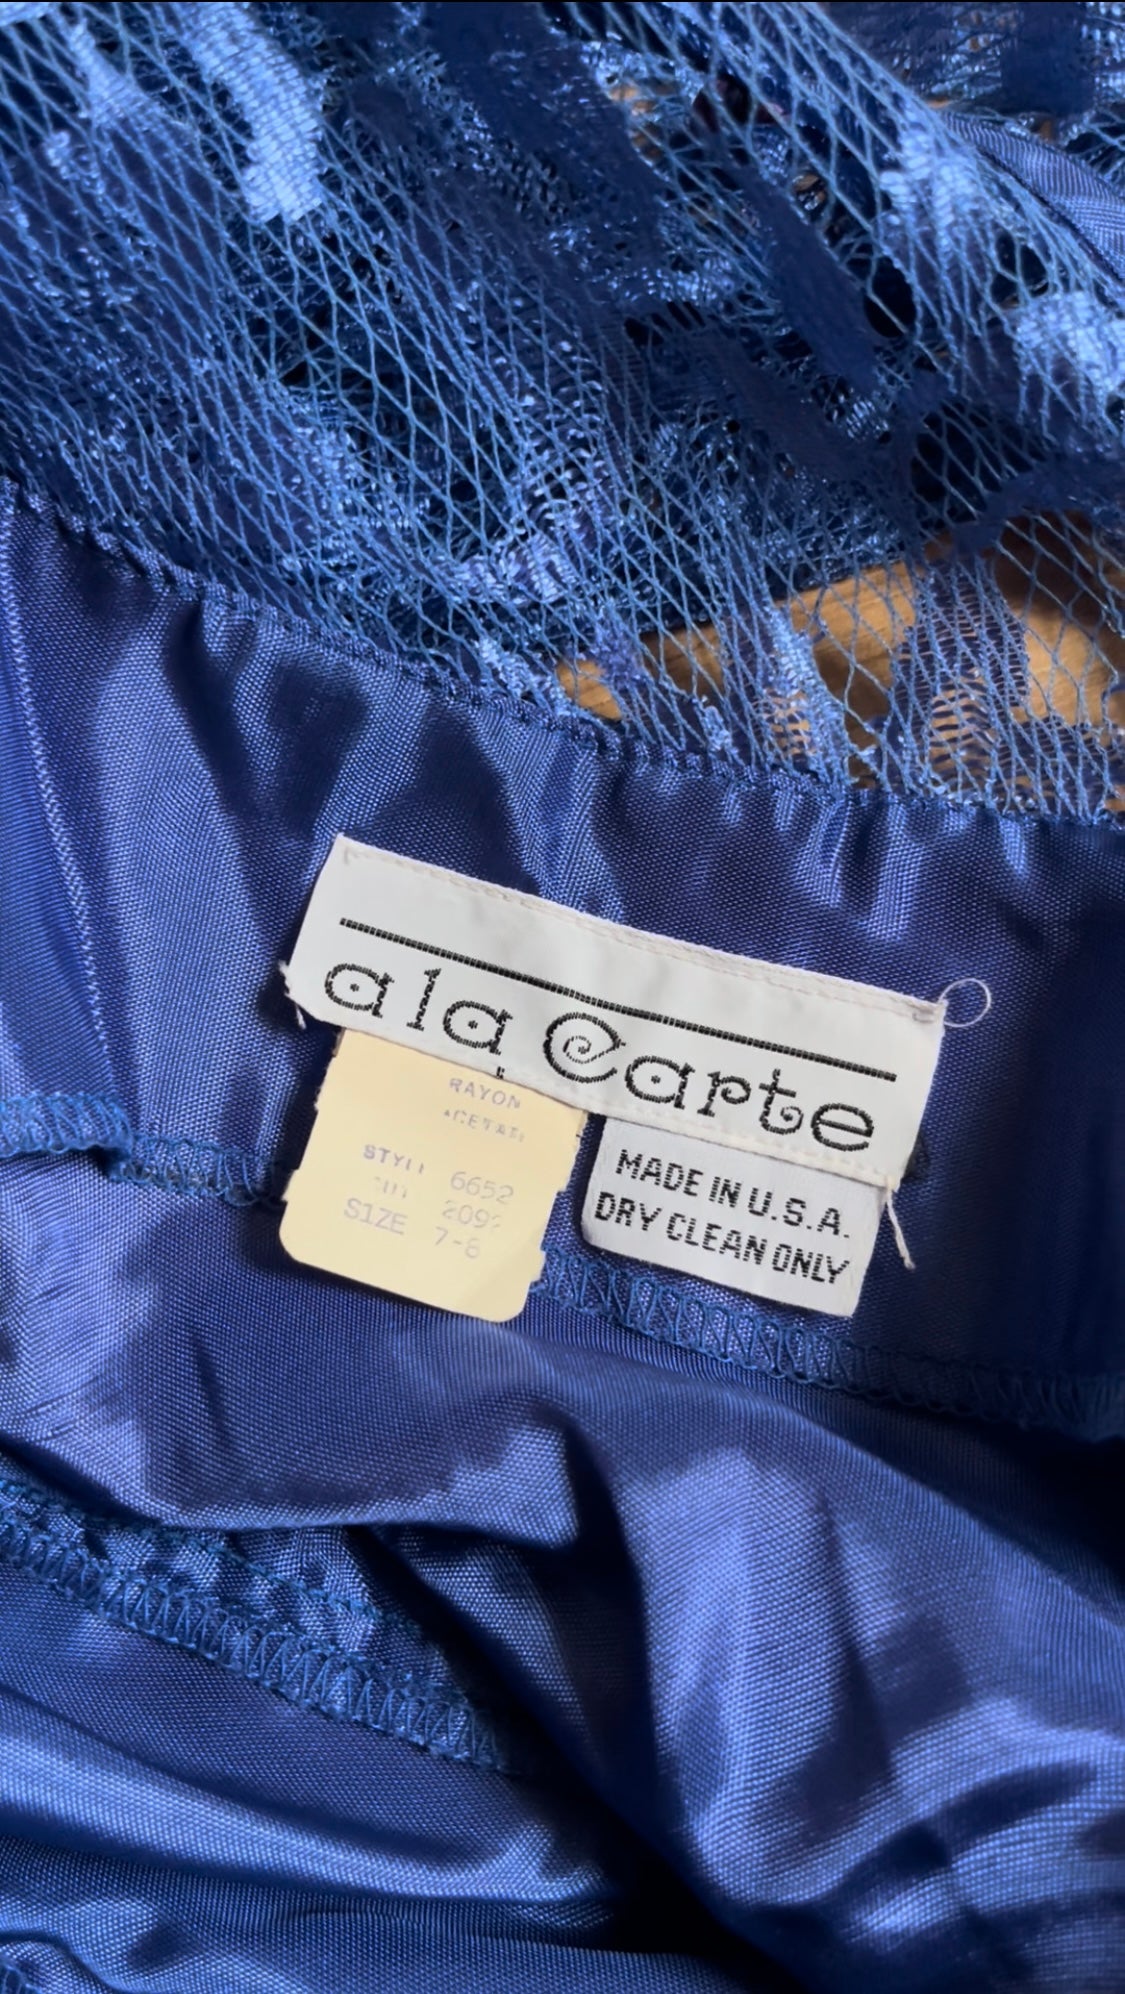 a la Carte
RAYON
STYLE 6652
SIZE 7-8
MADE IN U.S.A.
DRY CLEAN ONLY